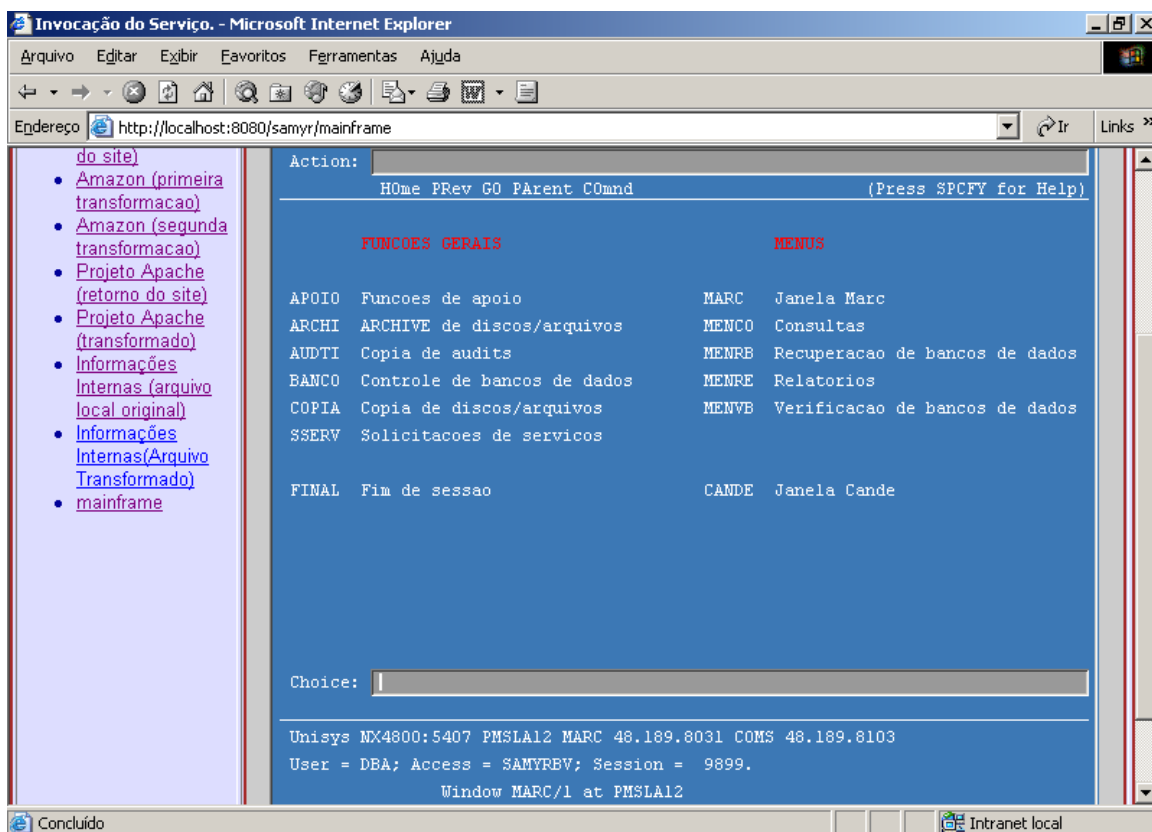 Invocação do Serviço. - Microsoft Internet Explorer
Arquivo Editar Exibir Favoritos Ferramentas Ajuda
Endereço http://localhost:8080/samyr/mainframe Ir Links »
do site)
Amazon (primeira
transformacao)
Amazon (segunda
transformacao)
Projeto Apache
(retorno do site)
Projeto Apache
(transformado)
Informações
Internas (arquivo
local original)
Informações
Internas(Arquivo
Transformado)
mainframe
Action:
HOme PRev GO PArent COmnd (Press SPCFY for Help)
FUNCOES GERAIS MENUS
APOIO Funcoes de apoio MARC Janela Marc
ARCHI ARCHIVE de discos/arquivos MENCO Consultas
AUDTI Copia de audits MENRB Recuperacao de bancos de dados
BANCO Controle de bancos de dados MENRE Relatorios
COPIA Copia de discos/arquivos MENVB Verificacao de bancos de dados
SSERV Solicitacoes de servicos
FINAL Fim de sessao CANDE Janela Cande
Choice:
Unisys NX4800:5407 PMSLA12 MARC 48.189.8031 COMS 48.189.8103
User = DBA; Access = SAMYRBV; Session = 9899.
Window MARC/1 at PMSLA12
Concluído Intranet local